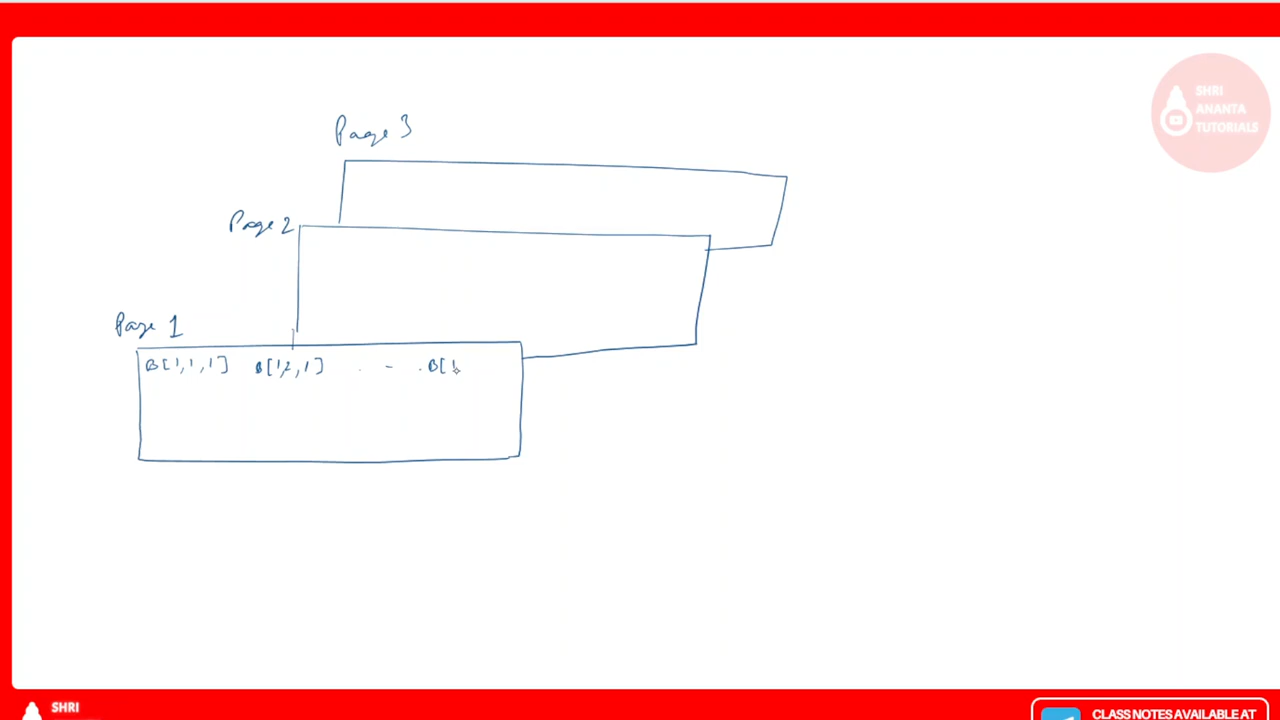 SHRI
ANANTA
TUTORIALS
Page 3
Page 2
Page 1
B[1,1,1] B[1,2,1] . - . B[1,
SHRI
CLASS NOTES AVAILABLE AT